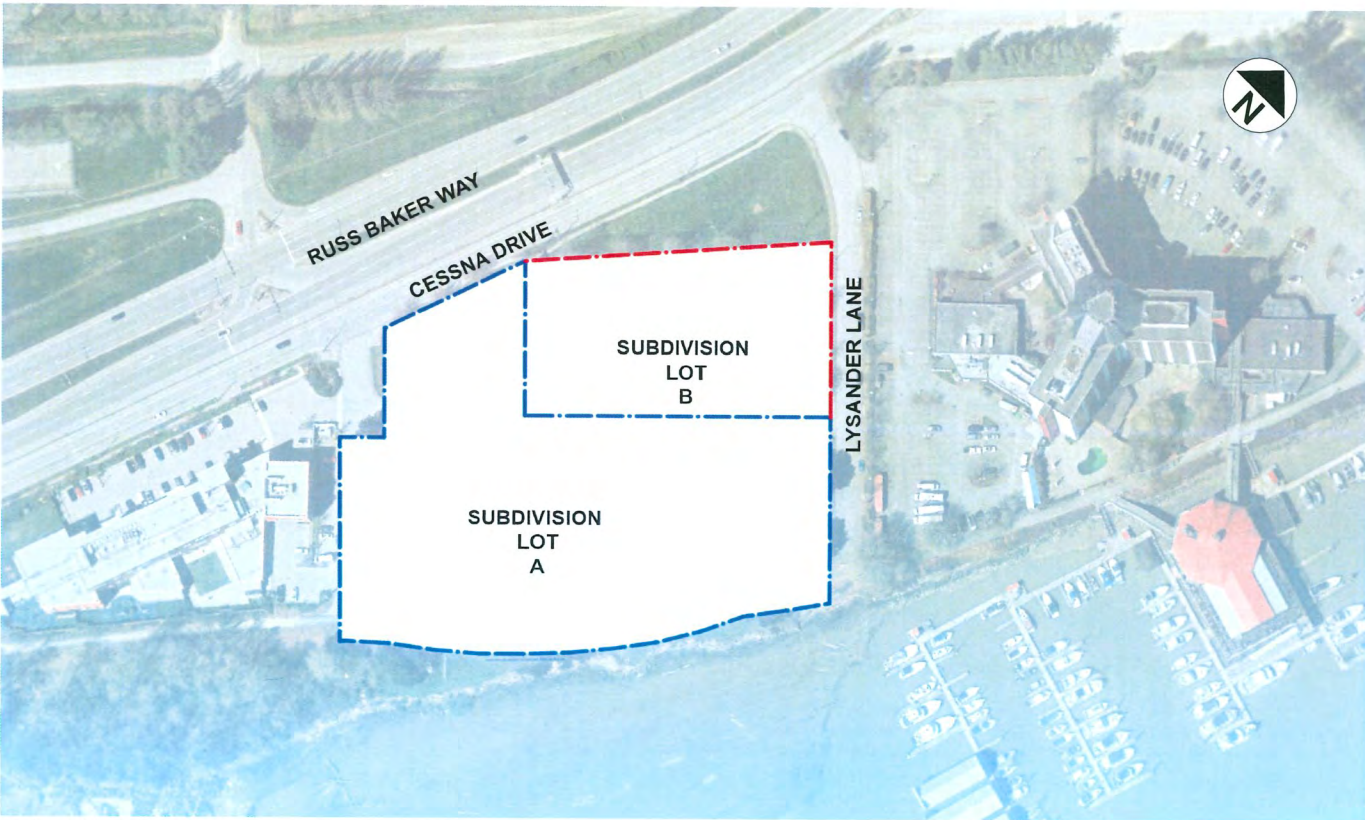 N
RUSS BAKER WAY
CESSNA DRIVE
LYSANDER LANE
SUBDIVISION
LOT
B
SUBDIVISION
LOT
A